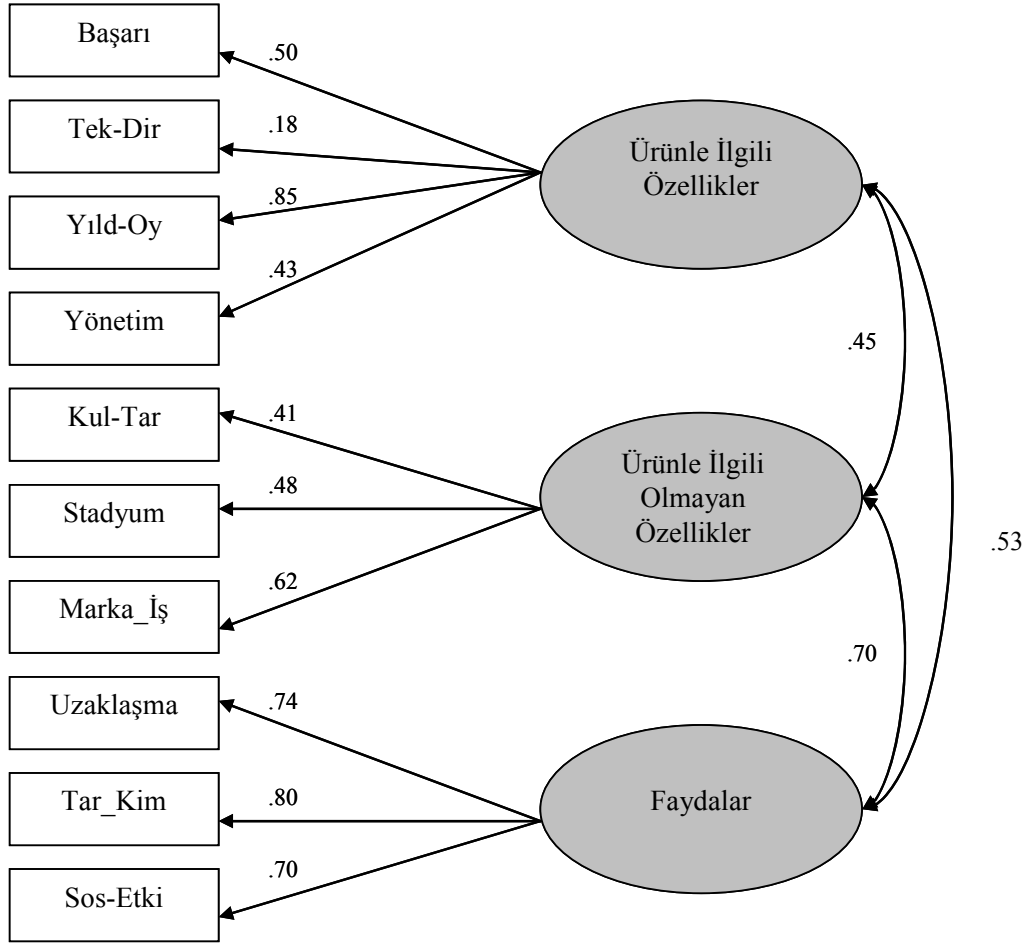 Başarı
.50
Tek-Dir
.18
Yıld-Oy
.85
Yönetim
.43
Ürünle İlgili
Özellikler
.45
Kul-Tar
.41
Stadyum
.48
Marka_İş
.62
Ürünle İlgili
Olmayan
Özellikler
.53
.70
Uzaklaşma
.74
Tar_Kim
.80
Sos-Etki
.70
Faydalar